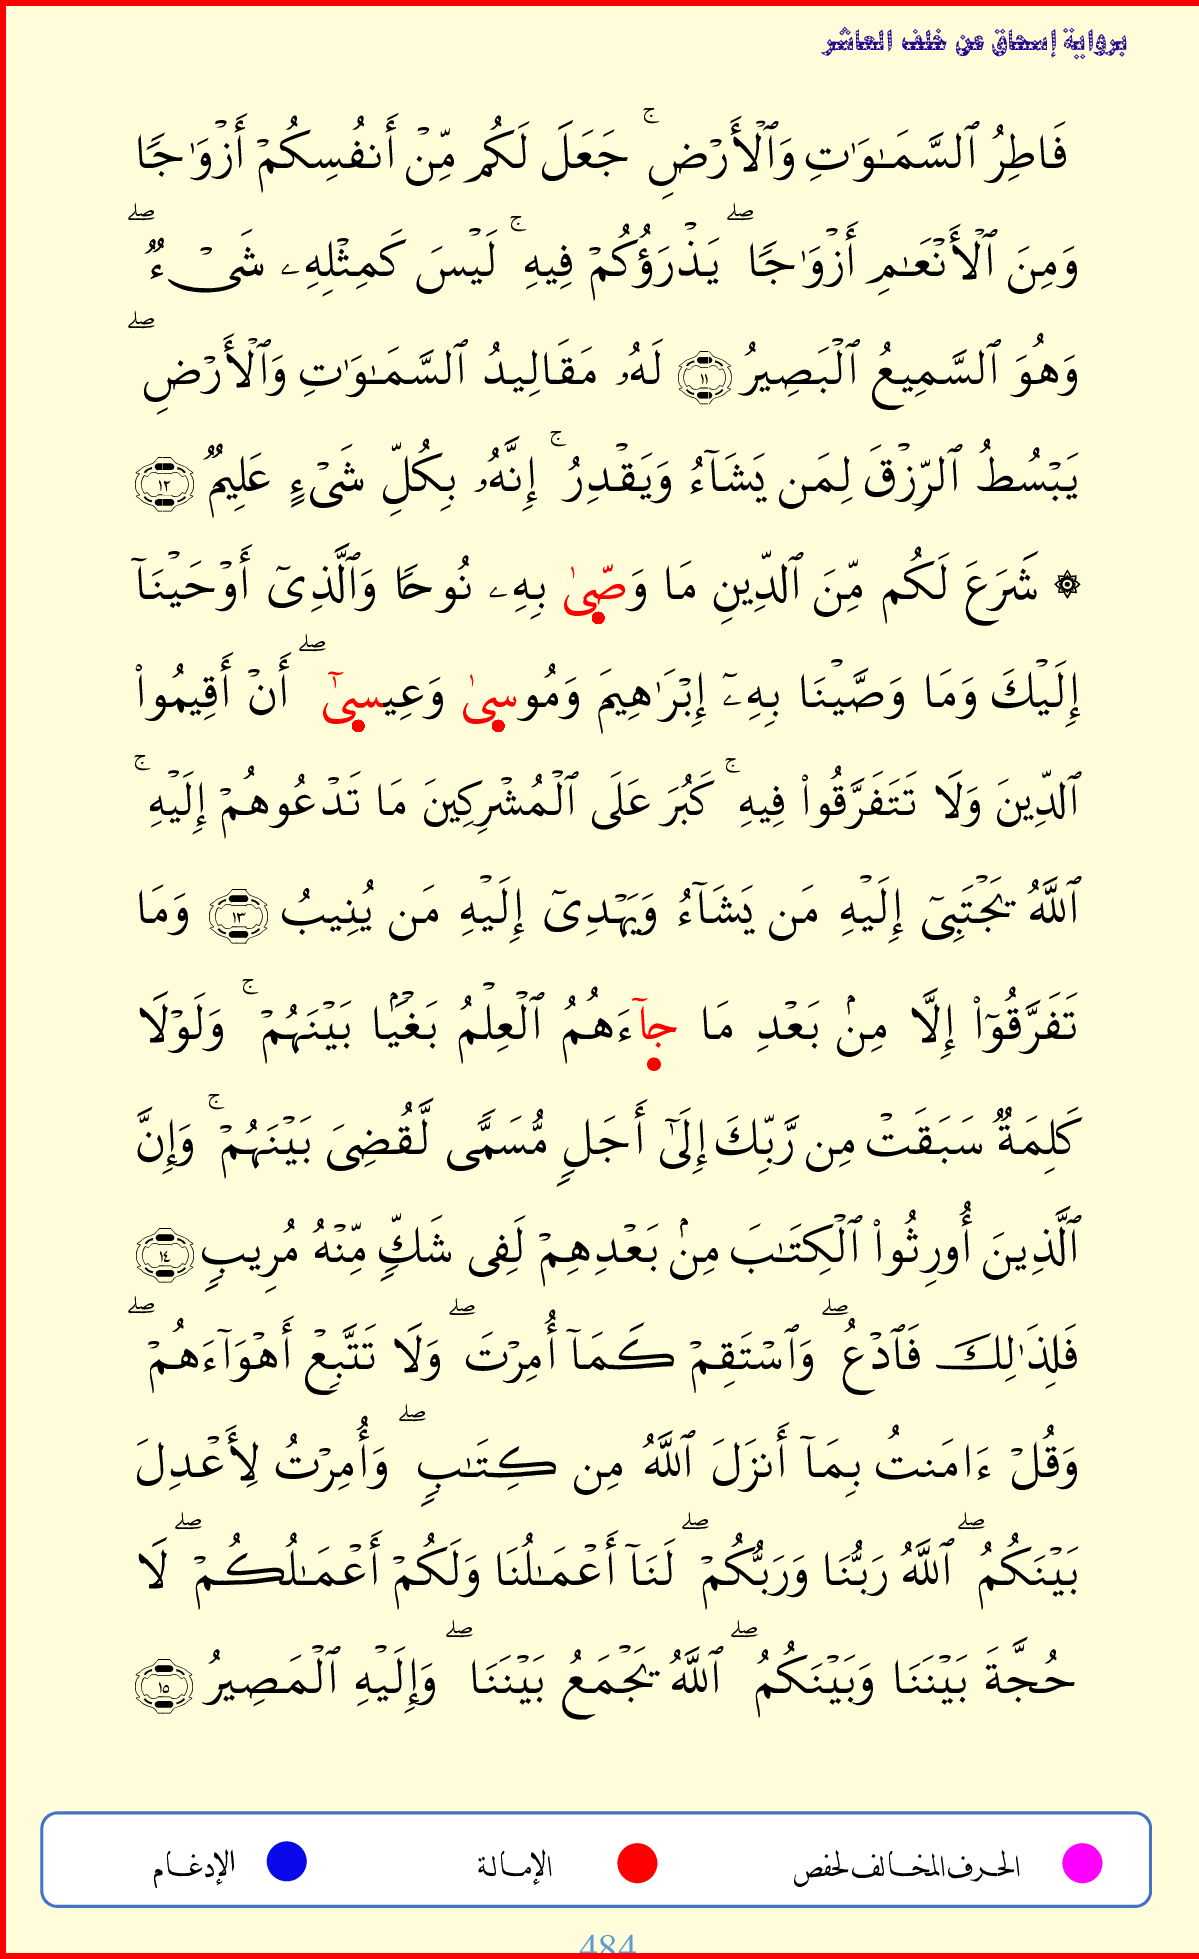 برواية إسحاق عن خلف العاشر
فَاطِرُ ٱلسَّمَـٰوَٰتِ وَٱلْأَرْضِ ۚ جَعَلَ لَكُم مِّنْ أَنفُسِكُمْ أَزْوَٰجًا
وَمِنَ ٱلْأَنْعَـٰمِ أَزْوَٰجًا ۖ يَذْرَؤُكُمْ فِيهِ ۚ لَيْسَ كَمِثْلِهِۦ شَىْءٌ ۖ
وَهُوَ ٱلسَّمِيعُ ٱلْبَصِيرُ ١١ لَهُۥ مَقَالِيدُ ٱلسَّمَـٰوَٰتِ وَٱلْأَرْضِ ۖ
يَبْسُطُ ٱلرِّزْقَ لِمَن يَشَآءُ وَيَقْدِرُ ۚ إِنَّهُۥ بِكُلِّ شَىْءٍ عَلِيمٌ ١٢
۞ شَرَعَ لَكُم مِّنَ ٱلدِّينِ مَا وَصّىٰ بِهِۦ نُوحًا وَٱلَّذِىٓ أَوْحَيْنَآ
إِلَيْكَ وَمَا وَصَّيْنَا بِهِۦٓ إِبْرَٰهِيمَ وَمُوسىٰ وَعِيسىٰٓ ۖ أَنْ أَقِيمُوا۟
ٱلدِّينَ وَلَا تَتَفَرَّقُوا۟ فِيهِ ۚ كَبُرَ عَلَى ٱلْمُشْرِكِينَ مَا تَدْعُوهُمْ إِلَيْهِ ۚ
ٱللَّهُ يَجْتَبِىٓ إِلَيْهِ مَن يَشَآءُ وَيَهْدِىٓ إِلَيْهِ مَن يُنِيبُ ١٣ وَمَا
تَفَرَّقُوٓا۟ إِلَّا مِنۢ بَعْدِ مَا جآءَهُمُ ٱلْعِلْمُ بَغْيًۢا بَيْنَهُمْ ۚ وَلَوْلَا
كَلِمَةٌ سَبَقَتْ مِن رَّبِّكَ إِلَىٰٓ أَجَلٍ مُّسَمًّى لَّقُضِىَ بَيْنَهُمْ ۚ وَإِنَّ
ٱلَّذِينَ أُورِثُوا۟ ٱلْكِتَـٰبَ مِنۢ بَعْدِهِمْ لَفِى شَكٍّ مِّنْهُ مُرِيبٍ ١٤
فَلِذَٰلِكَ فَٱدْعُ ۖ وَٱسْتَقِمْ كَمَآ أُمِرْتَ ۖ وَلَا تَتَّبِعْ أَهْوَآءَهُمْ ۖ
وَقُلْ ءَامَنتُ بِمَآ أَنزَلَ ٱللَّهُ مِن كِتَـٰبٍ ۖ وَأُمِرْتُ لِأَعْدِلَ
بَيْنَكُمُ ۖ ٱللَّهُ رَبُّنَا وَرَبُّكُمْ ۖ لَنَآ أَعْمَـٰلُنَا وَلَكُمْ أَعْمَـٰلُكُمْ ۖ لَا
حُجَّةَ بَيْنَنَا وَبَيْنَكُمُ ۖ ٱللَّهُ يَجْمَعُ بَيْنَنَا ۖ وَإِلَيْهِ ٱلْمَصِيرُ ١٥
الحرف المخالف لحفص الإمالة الإدغام
484